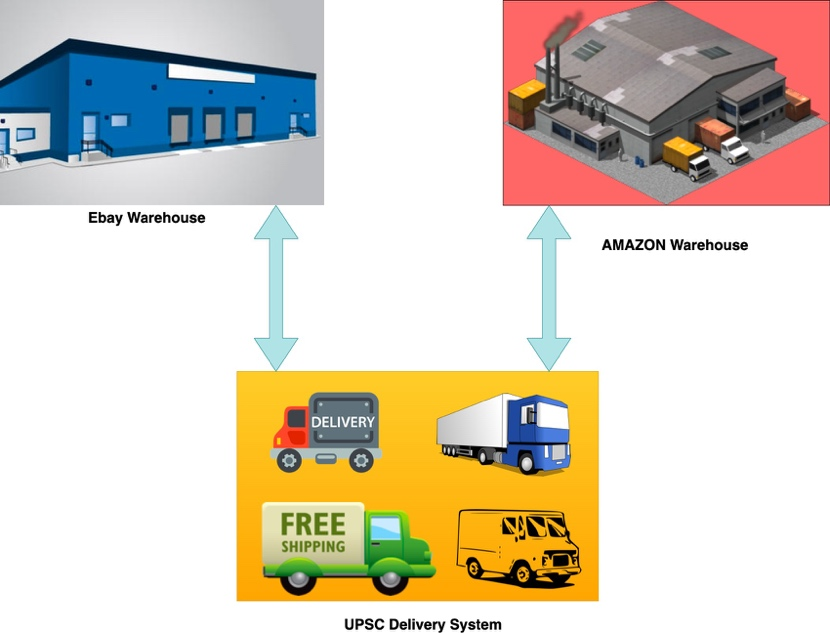 Ebay Warehouse
AMAZON Warehouse
DELIVERY
FREE
SHIPPING
UPSC Delivery System